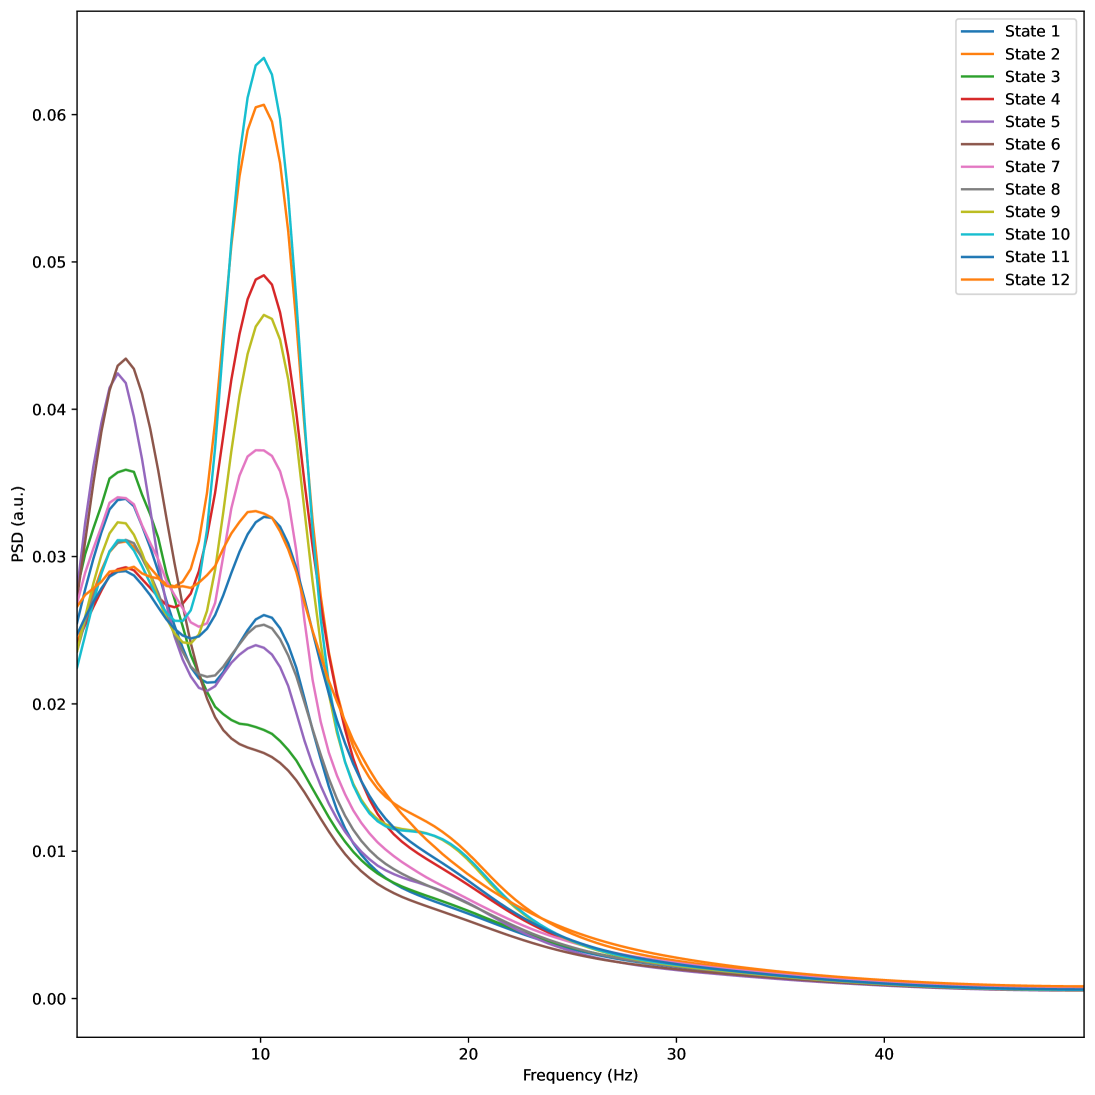 State 1
State 2
State 3
State 4
State 5
State 6
State 7
State 8
State 9
State 10
State 11
State 12
0.06
0.05
0.04
0.03
0.02
0.01
0.00
PSD (a.u.)
10 20 30 40
Frequency (Hz)